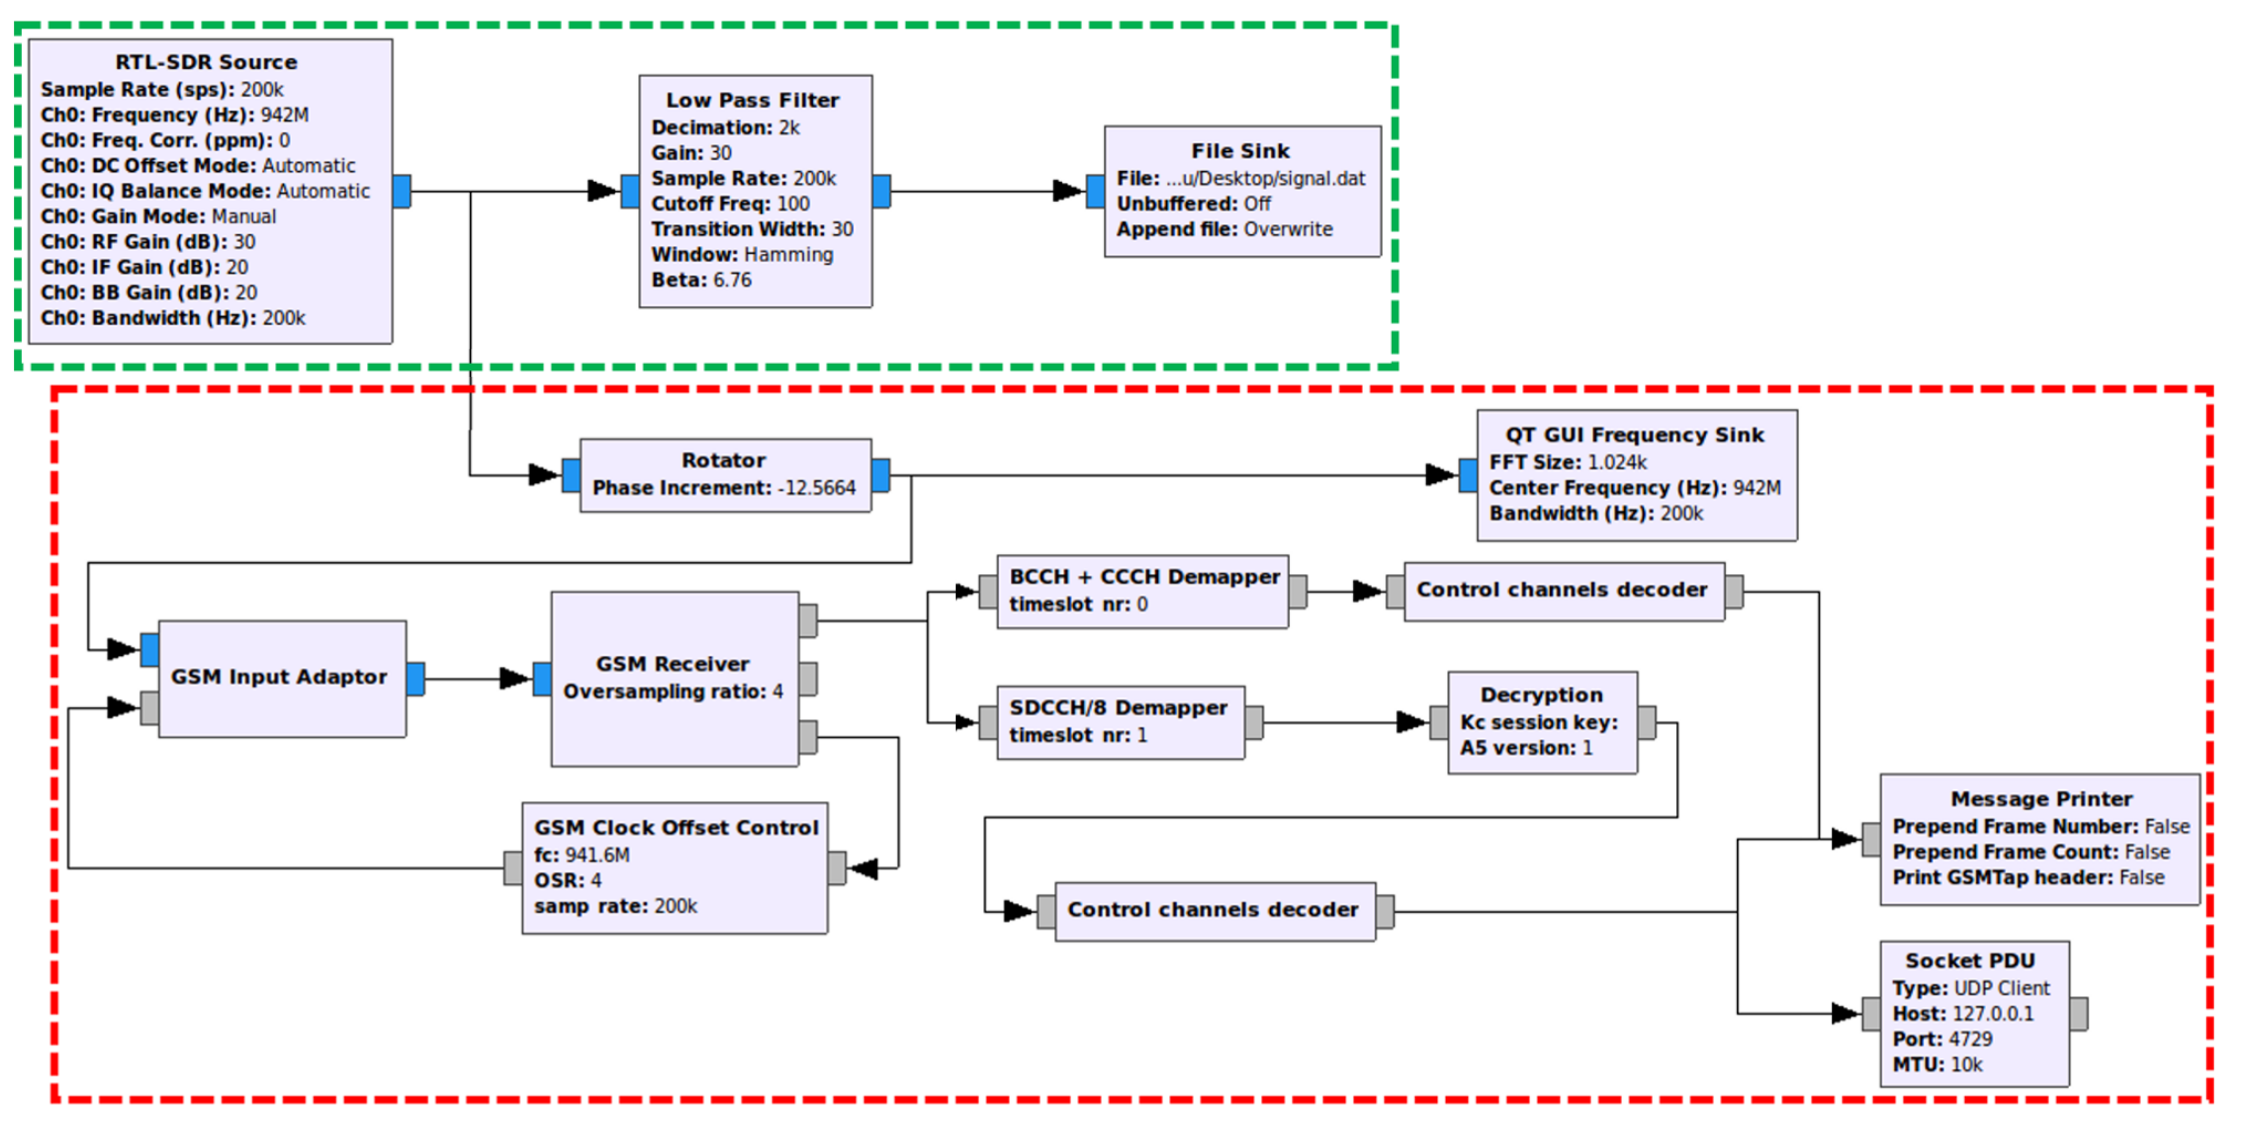 RTL-SDR Source
Sample Rate (sps): 200k
Ch0: Frequency (Hz): 942M
Ch0: Freq. Corr. (ppm): 0
Ch0: DC Offset Mode: Automatic
Ch0: IQ Balance Mode: Automatic
Ch0: Gain Mode: Manual
Ch0: RF Gain (dB): 30
Ch0: IF Gain (dB): 20
Ch0: BB Gain (dB): 20
Ch0: Bandwidth (Hz): 200k
Low Pass Filter
Decimation: 2k
Gain: 30
Sample Rate: 200k
Cutoff Freq: 100
Transition Width: 30
Window: Hamming
Beta: 6.76
File Sink
File: ...u/Desktop/signal.dat
Unbuffered: Off
Append file: Overwrite
Rotator
Phase Increment: -12.5664
QT GUI Frequency Sink
FFT Size: 1.024k
Center Frequency (Hz): 942M
Bandwidth (Hz): 200k
GSM Input Adaptor
GSM Receiver
Oversampling ratio: 4
BCCH + CCCH Demapper
timeslot nr: 0
Control channels decoder
SDCCH/8 Demapper
timeslot nr: 1
Decryption
Kc session key:
A5 version: 1
GSM Clock Offset Control
fc: 941.6M
OSR: 4
samp rate: 200k
Control channels decoder
Message Printer
Prepend Frame Number: False
Prepend Frame Count: False
Print GSMTap header: False
Socket PDU
Type: UDP Client
Host: 127.0.0.1
Port: 4729
MTU: 10k